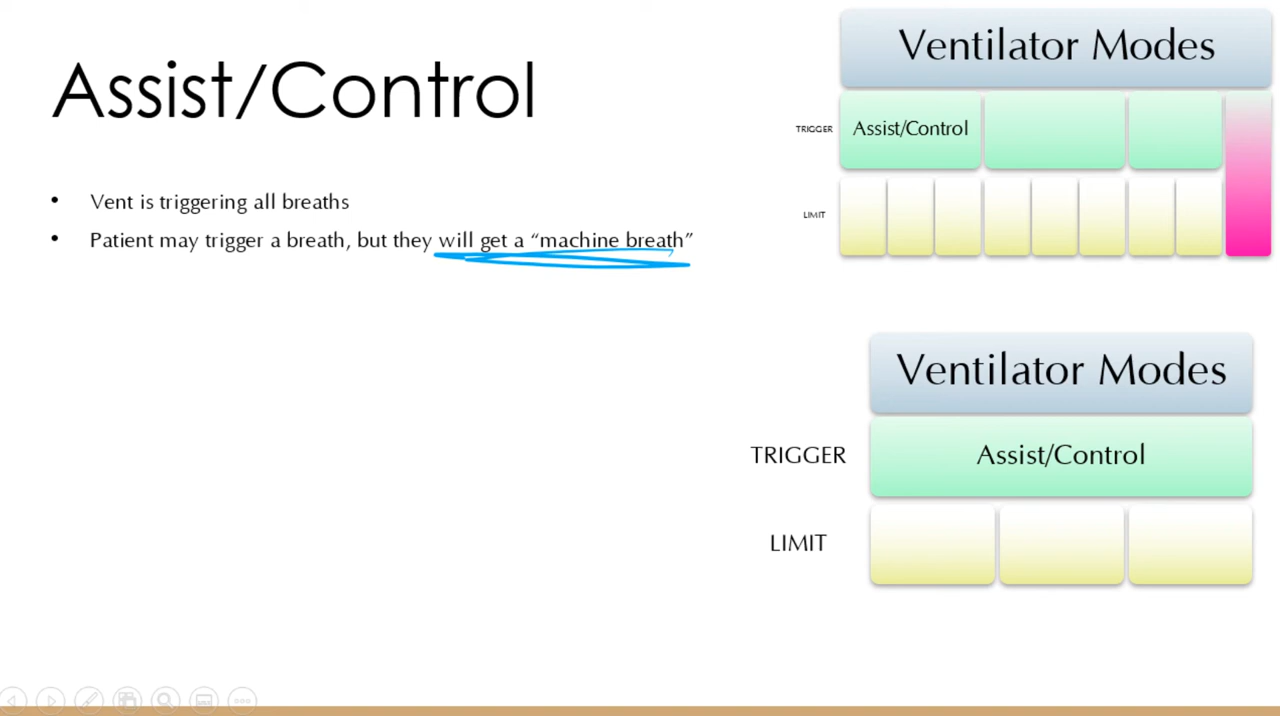 Assist/Control
• Vent is triggering all breaths
• Patient may trigger a breath, but they will get a “machine breath”
Ventilator Modes
TRIGGER
Assist/Control
LIMIT
Ventilator Modes
TRIGGER
Assist/Control
LIMIT